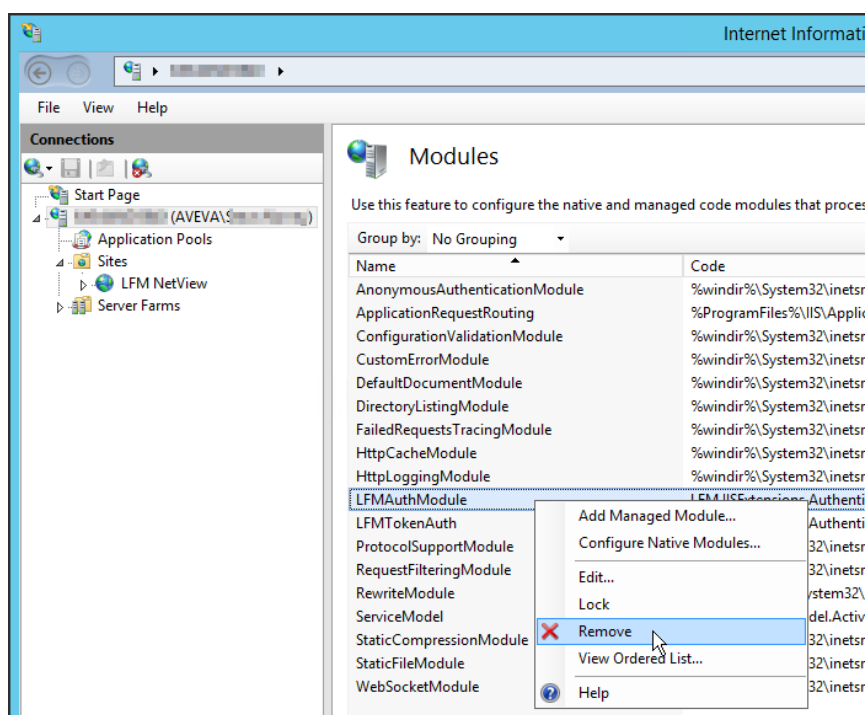 Internet Informati
File View Help
Connections
Start Page
(AVEVA\S
)
Application Pools
Sites
LFM NetView
Server Farms
Modules
Use this feature to configure the native and managed code modules that proces
Group by: No Grouping
Name Code
AnonymousAuthenticationModule %windir%\System32\inetsr
ApplicationRequestRouting %ProgramFiles%\IIS\Applic
ConfigurationValidationModule %windir%\System32\inetsr
CustomErrorModule %windir%\System32\inetsr
DefaultDocumentModule %windir%\System32\inetsr
DirectoryListingModule %windir%\System32\inetsr
FailedRequestsTracingModule %windir%\System32\inetsr
HttpCacheModule %windir%\System32\inetsr
HttpLoggingModule %windir%\System32\inetsr
LFMAuthModule LFM.IISExtensions.Authenti
LFMTokenAuth Authenti
ProtocolSupportModule 32\inetsr
RequestFilteringModule 32\inetsr
RewriteModule ystem32\
ServiceModel del.Activ
StaticCompressionModule 32\inetsr
StaticFileModule 32\inetsr
WebSocketModule 32\inetsr
Add Managed Module...
Configure Native Modules...
Edit...
Lock
Remove
View Ordered List...
Help